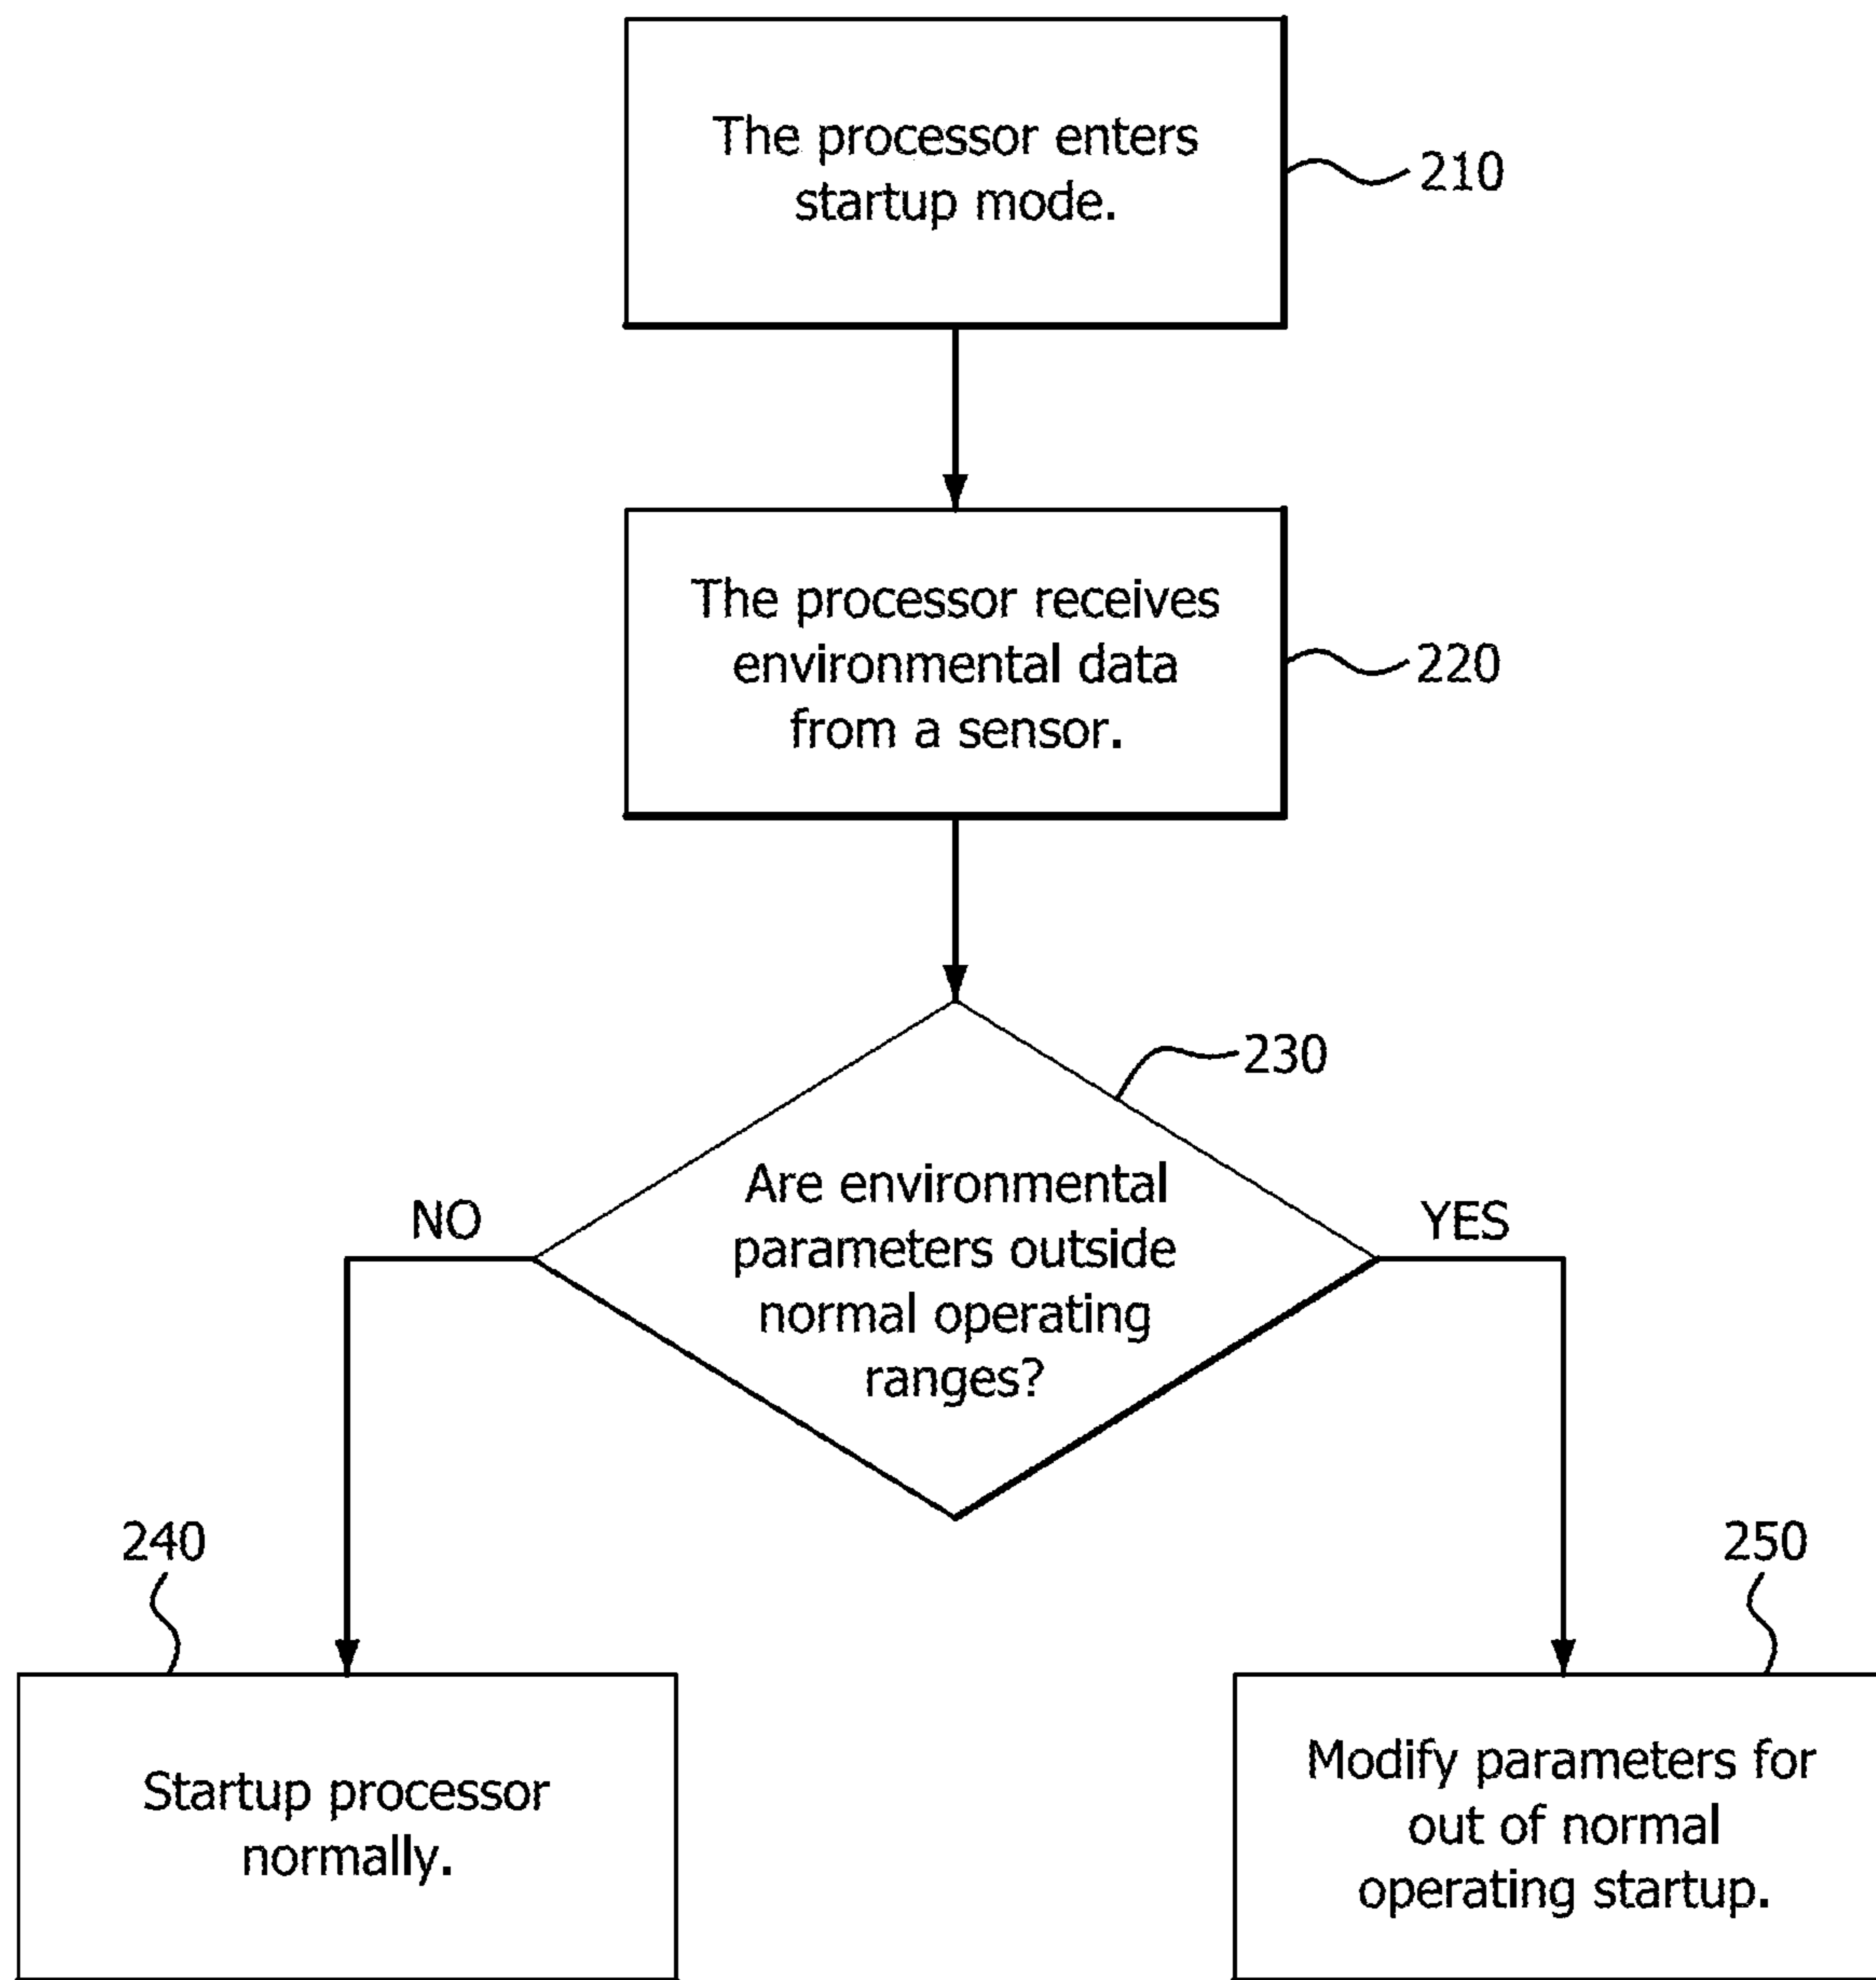 The processor enters
startup mode.
210
The processor receives
environmental data
from a sensor.
220
230
Are environmental
parameters outside
normal operating
ranges?
NO
YES
240
250
Startup processor
normally.
Modify parameters for
out of normal
operating startup.